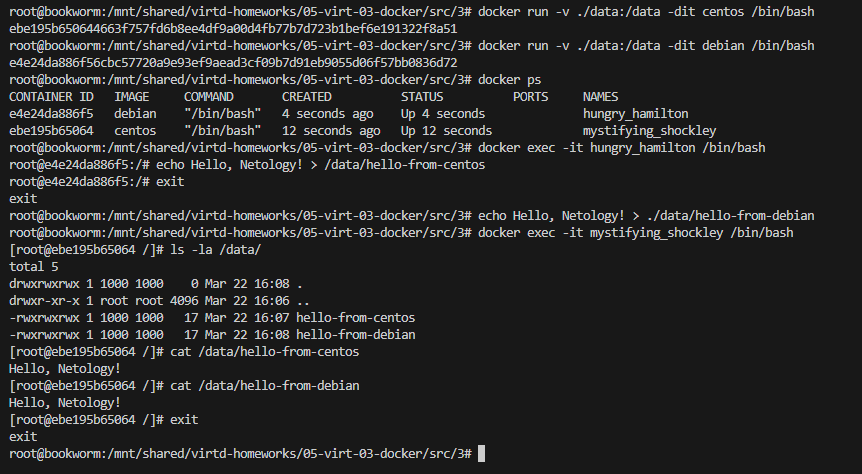 root@bookworm:/mnt/shared/virtd-homeworks/05-virt-03-docker/src/3# docker run -v ./data:/data -dit centos /bin/bash
ebe195b650644663f757fd6b8ee4df9a00d4fb77b7d723b1bef6e191322f8a51
root@bookworm:/mnt/shared/virtd-homeworks/05-virt-03-docker/src/3# docker run -v ./data:/data -dit debian /bin/bash
e4e24da886f56cbc57720a9e93ef9aead3cf09b7d91eb9055d06f57bb0836d72
root@bookworm:/mnt/shared/virtd-homeworks/05-virt-03-docker/src/3# docker ps
CONTAINER ID   IMAGE     COMMAND       CREATED          STATUS          PORTS     NAMES
e4e24da886f5   debian    "/bin/bash"   4 seconds ago    Up 4 seconds              hungry_hamilton
ebe195b65064   centos    "/bin/bash"   12 seconds ago   Up 12 seconds             mystifying_shockley
root@bookworm:/mnt/shared/virtd-homeworks/05-virt-03-docker/src/3# docker exec -it hungry_hamilton /bin/bash
root@e4e24da886f5:/# echo Hello, Netology! > /data/hello-from-centos
root@e4e24da886f5:/# exit
exit
root@bookworm:/mnt/shared/virtd-homeworks/05-virt-03-docker/src/3# echo Hello, Netology! > ./data/hello-from-debian
root@bookworm:/mnt/shared/virtd-homeworks/05-virt-03-docker/src/3# docker exec -it mystifying_shockley /bin/bash
[root@ebe195b65064 /]# ls -la /data/
total 5
drwxrwxrwx 1 1000 1000    0 Mar 22 16:08 .
drwxr-xr-x 1 root root 4096 Mar 22 16:06 ..
-rwxrwxrwx 1 1000 1000   17 Mar 22 16:07 hello-from-centos
-rwxrwxrwx 1 1000 1000   17 Mar 22 16:08 hello-from-debian
[root@ebe195b65064 /]# cat /data/hello-from-centos
Hello, Netology!
[root@ebe195b65064 /]# cat /data/hello-from-debian
Hello, Netology!
[root@ebe195b65064 /]# exit
exit
root@bookworm:/mnt/shared/virtd-homeworks/05-virt-03-docker/src/3#